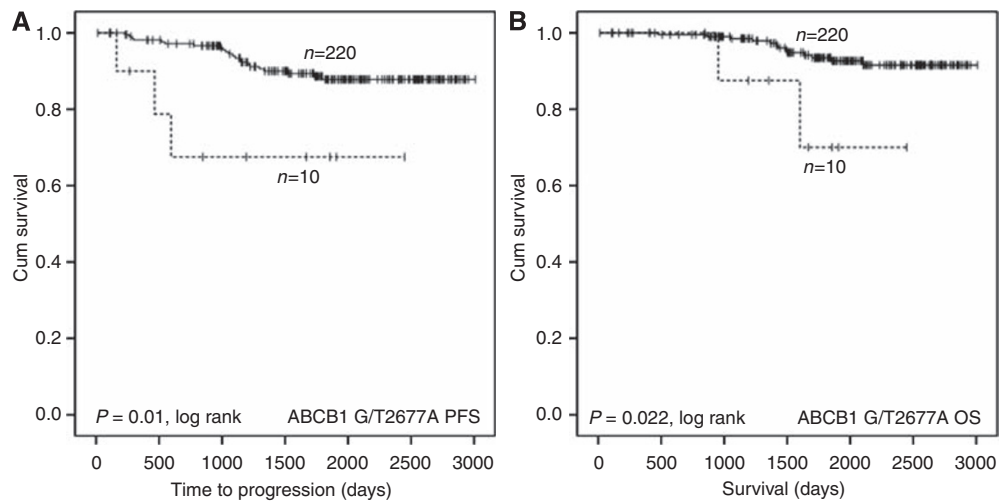 A
1.0
0.8
0.6
0.4
0.2
0.0
Cum survival
n=220
n=10
P = 0.01, log rank
ABCB1 G/T2677A PFS
0 500 1000 1500 2000 2500 3000
Time to progression (days)
B
1.0
0.8
0.6
0.4
0.2
0.0
Cum survival
n=220
n=10
P = 0.022, log rank
ABCB1 G/T2677A OS
0 500 1000 1500 2000 2500 3000
Survival (days)